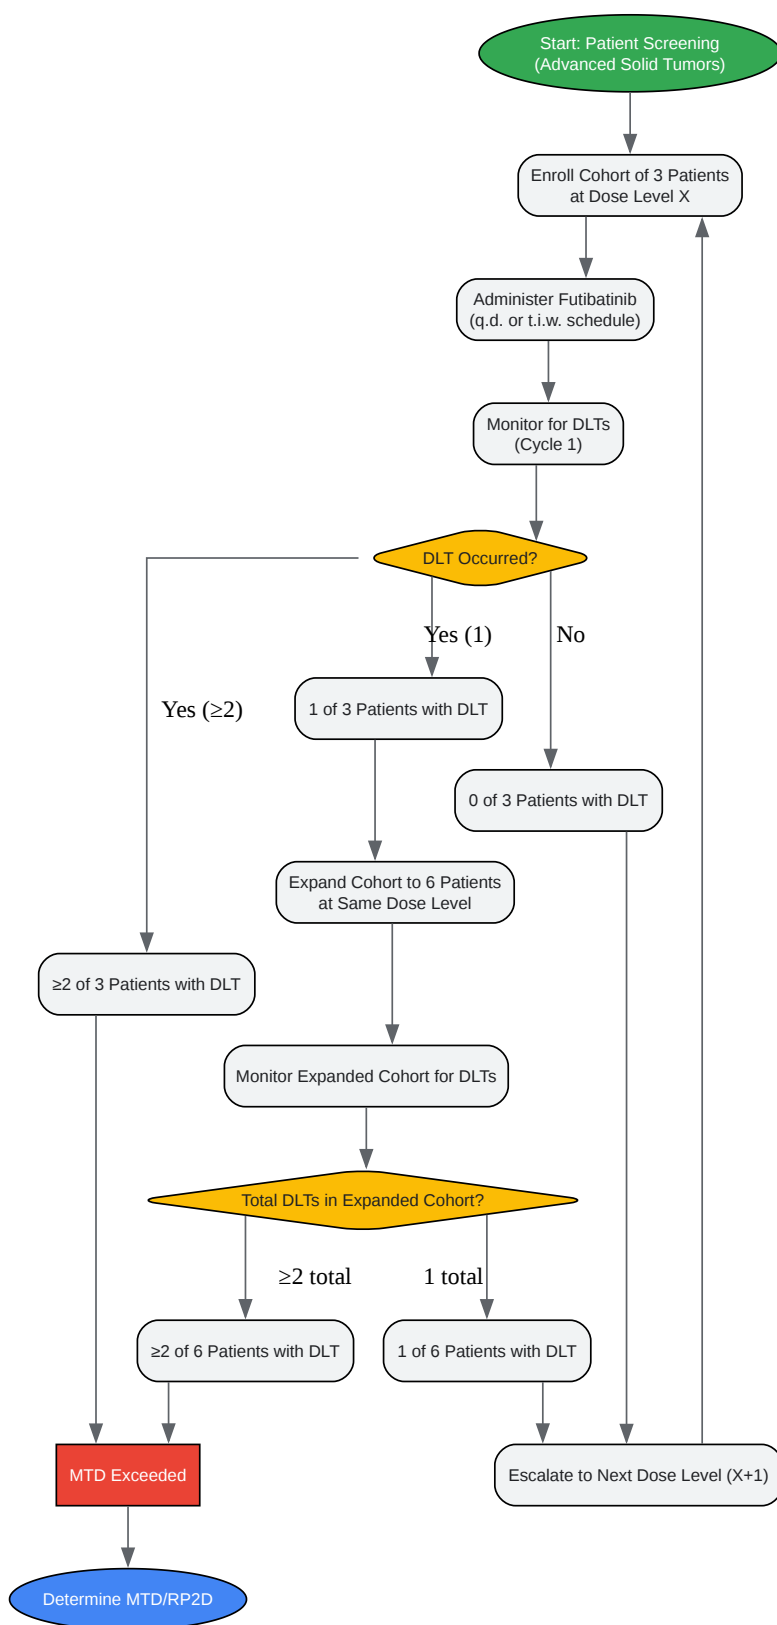 Start: Patient Screening
(Advanced Solid Tumors)
Enroll Cohort of 3 Patients
at Dose Level X
Administer Futibatinib
(q.d. or t.i.w. schedule)
Monitor for DLTs
(Cycle 1)
DLT Occurred?
Yes (1)
No
Yes (≥2)
1 of 3 Patients with DLT
0 of 3 Patients with DLT
Expand Cohort to 6 Patients
at Same Dose Level
≥2 of 3 Patients with DLT
Monitor Expanded Cohort for DLTs
Total DLTs in Expanded Cohort?
≥2 total
1 total
≥2 of 6 Patients with DLT
1 of 6 Patients with DLT
MTD Exceeded
Escalate to Next Dose Level (X+1)
Determine MTD/RP2D